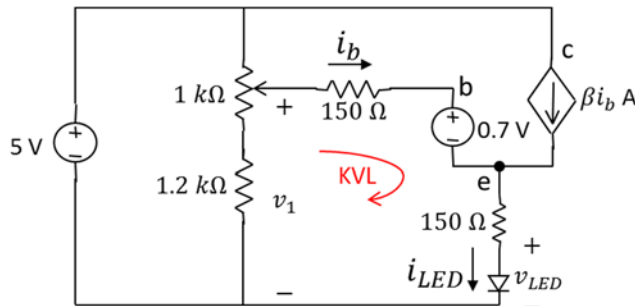 c
i_b
b
1 kΩ
+
150 Ω
+
−
0.7 V
βi_b A
5 V
+
−
e
KVL
1.2 kΩ
v_1
150 Ω
+
i_LED
v_LED
−
−